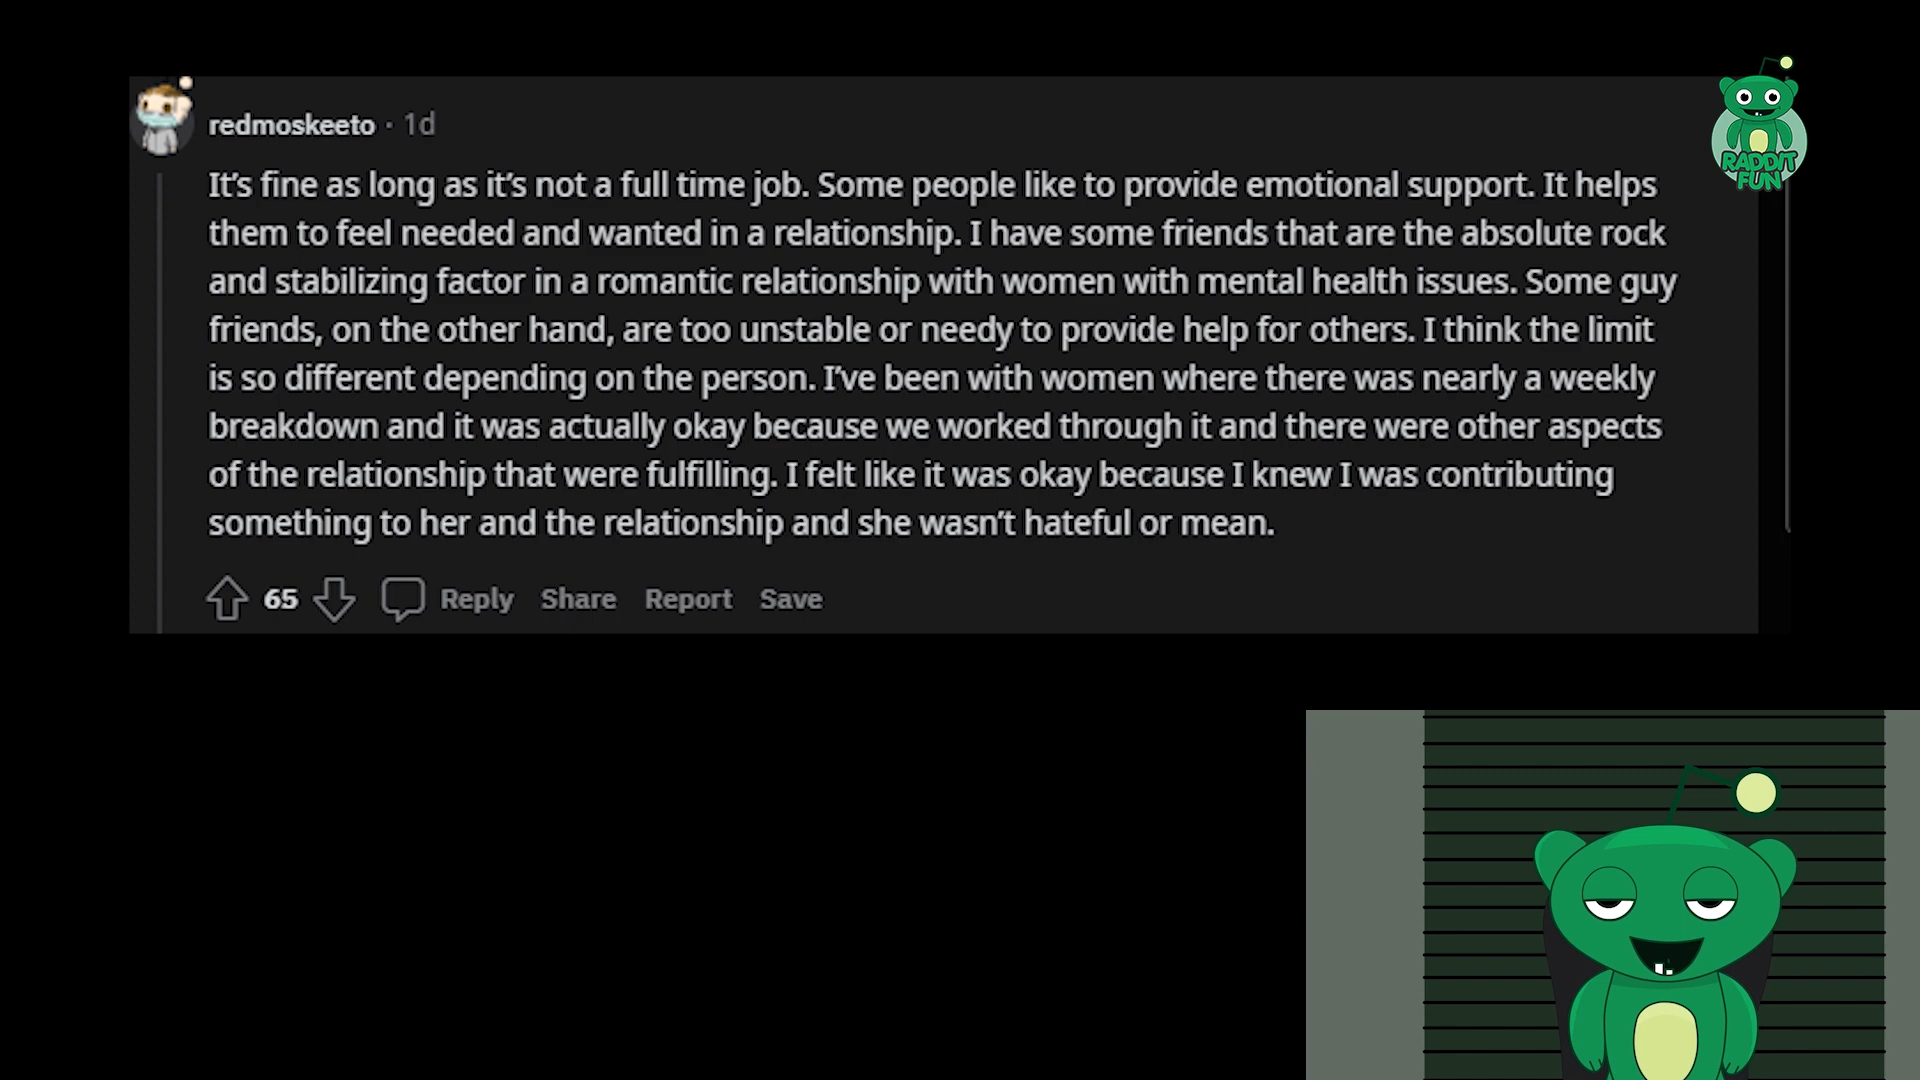 redmoskeeto · 1d
It’s fine as long as it’s not a full time job. Some people like to provide emotional support. It helps
them to feel needed and wanted in a relationship. I have some friends that are the absolute rock
and stabilizing factor in a romantic relationship with women with mental health issues. Some guy
friends, on the other hand, are too unstable or needy to provide help for others. I think the limit
is so different depending on the person. I’ve been with women where there was nearly a weekly
breakdown and it was actually okay because we worked through it and there were other aspects
of the relationship that were fulfilling. I felt like it was okay because I knew I was contributing
something to her and the relationship and she wasn’t hateful or mean.
65 Reply Share Report Save
RADDIT
FUN